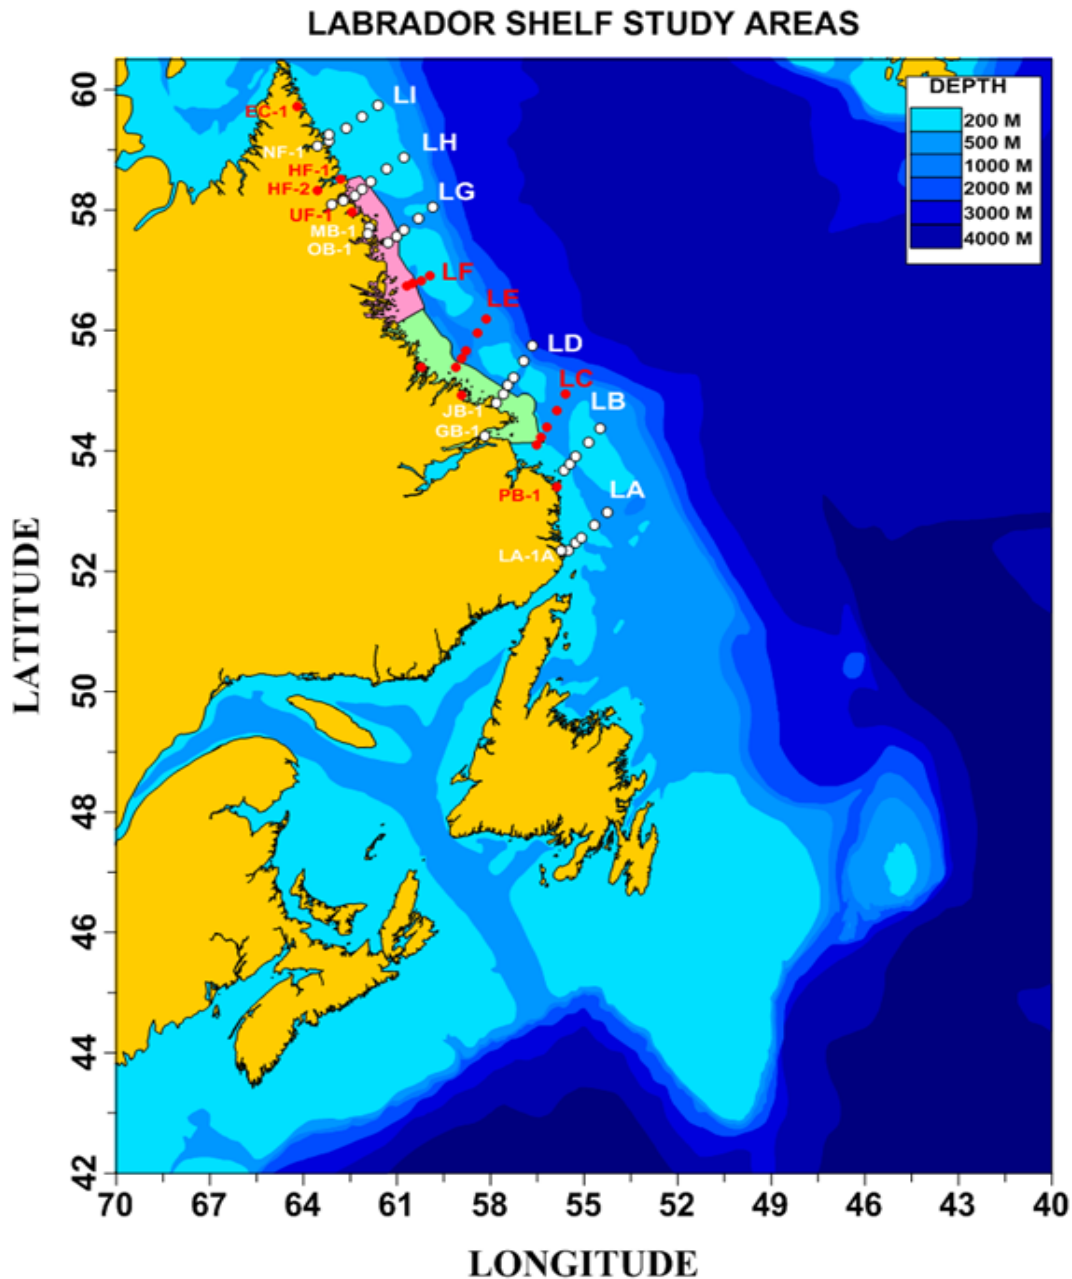 LABRADOR SHELF STUDY AREAS
DEPTH
200 M
500 M
1000 M
2000 M
3000 M
4000 M
LI
EC-1
LH
NF-1
HF-1
HF-2
LG
UF-1
MB-1
OB-1
LF
LE
LD
LC
LB
JB-1
GB-1
LA
PB-1
LA-1A
60
58
56
54
52
50
48
46
44
42
LATITUDE
70 67 64 61 58 55 52 49 46 43 40
LONGITUDE